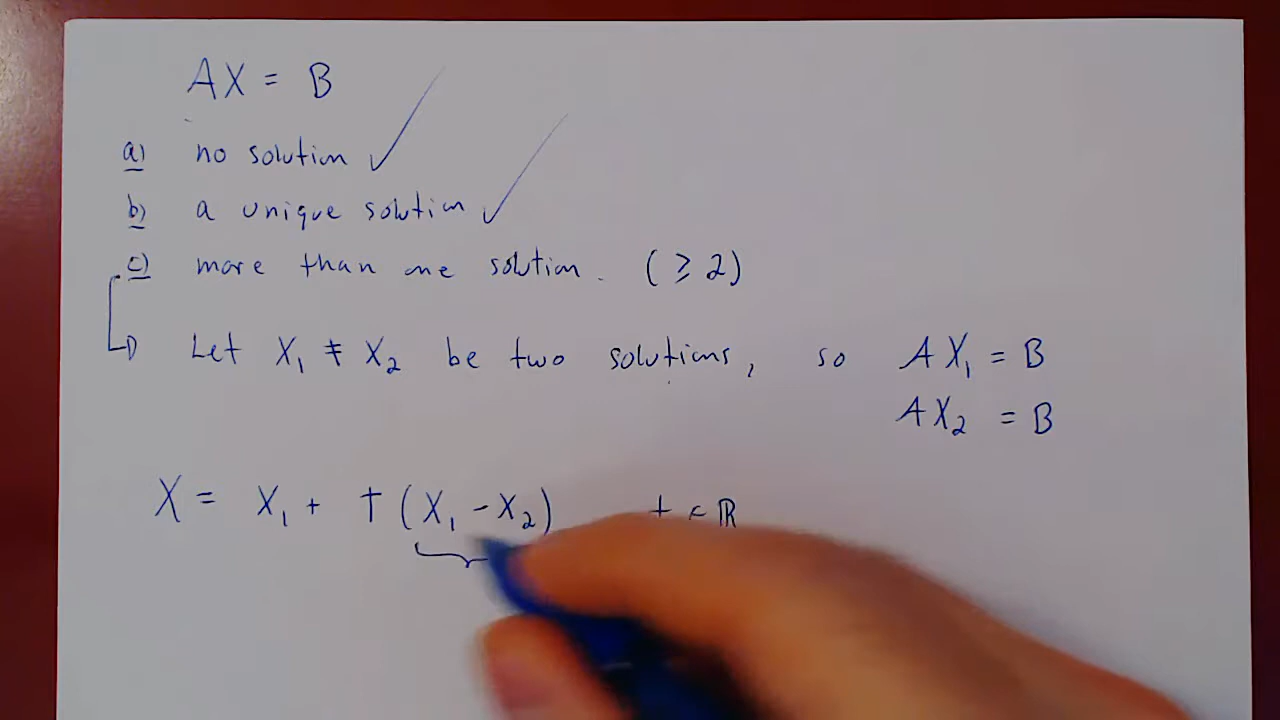 AX = B
a) no solution ✓
b) a unique solution ✓
c) more than one solution. (≥ 2)
Let X₁ ≠ X₂ be two solutions, so AX₁ = B
AX₂ = B
X = X₁ + t (X₁ - X₂) t ∈ ℝ